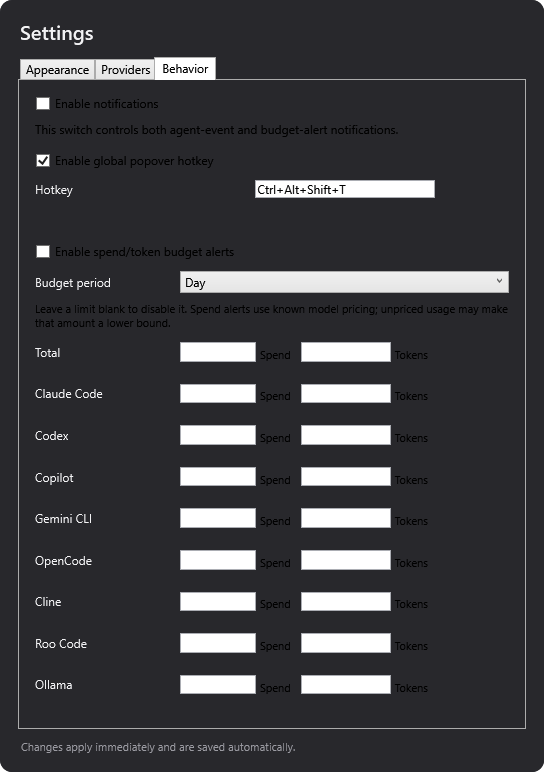 Settings
Appearance Providers Behavior
Enable notifications
This switch controls both agent-event and budget-alert notifications.
Enable global popover hotkey
Hotkey Ctrl+Alt+Shift+T
Enable spend/token budget alerts
Budget period Day
Leave a limit blank to disable it. Spend alerts use known model pricing; unpriced usage may make
that amount a lower bound.
Total Spend Tokens
Claude Code Spend Tokens
Codex Spend Tokens
Copilot Spend Tokens
Gemini CLI Spend Tokens
OpenCode Spend Tokens
Cline Spend Tokens
Roo Code Spend Tokens
Ollama Spend Tokens
Changes apply immediately and are saved automatically.